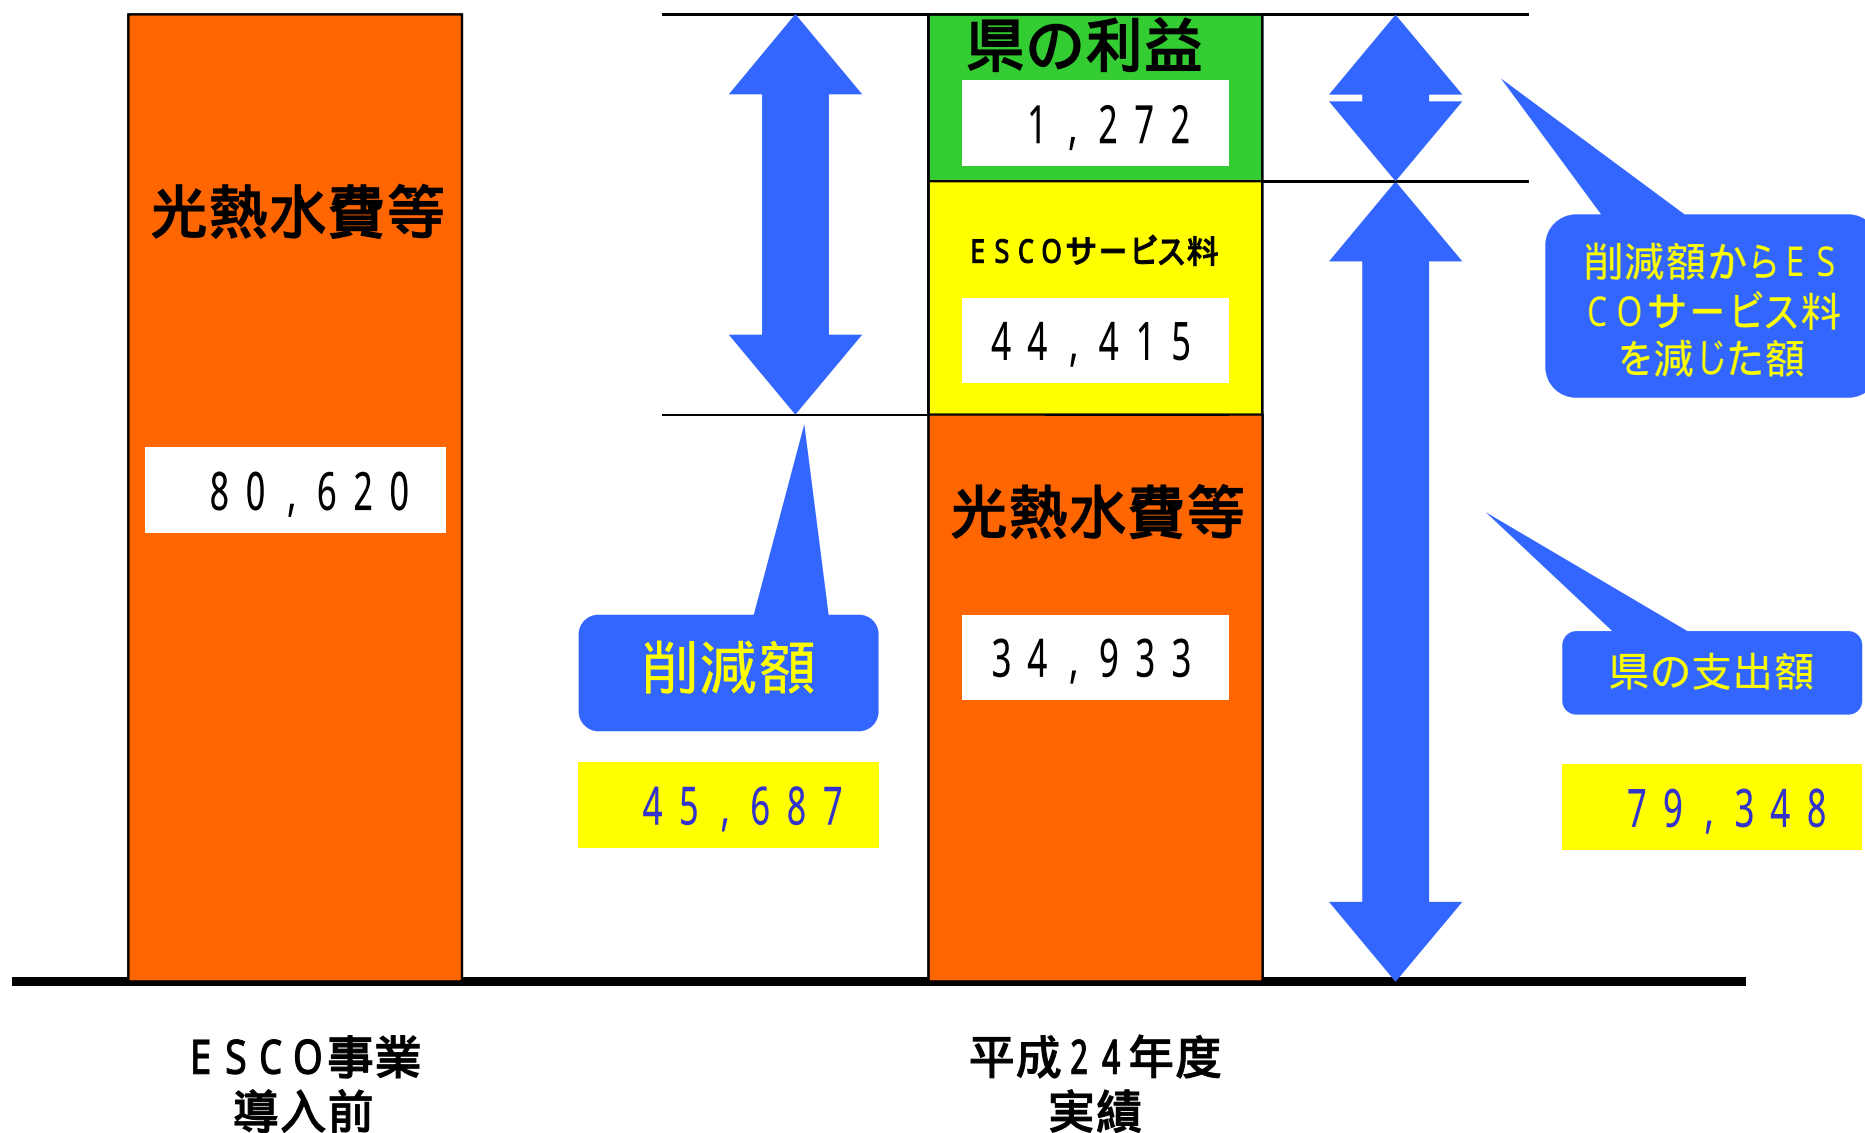 光熱水費等
８０,６２０
ＥＳＣＯ事業
導入前
削減額
４５,６８７
県の利益
１,２７２
ＥＳＣＯサービス料
４４,４１５
光熱水費等
３４,９３３
平成２４年度
実績
削減額からＥＳ
ＣＯサービス料
を減じた額
県の支出額
７９,３４８